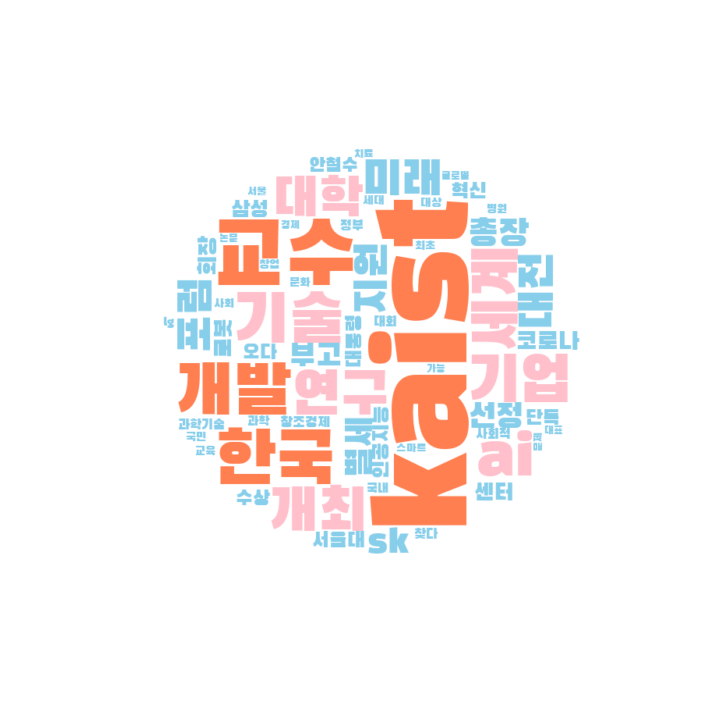 치료
안철수
미래
글로벌
서울
대학
세대
혁신
삼성
대상
병원
교수
경제
정부
kaist
총장
논문
회장
창업
지원
최초
세계
대전
문화
포럼
사회
기술
대통령
대회
로봇
오다
부고
코로나
개발
연구
가능
기업
과학기술
과학
창조경제
별세
인공지능
선정
단독
국민
한국
스마트
사회적
대표
ai
개최
국내
수상
센터
서울대
sk
찾다